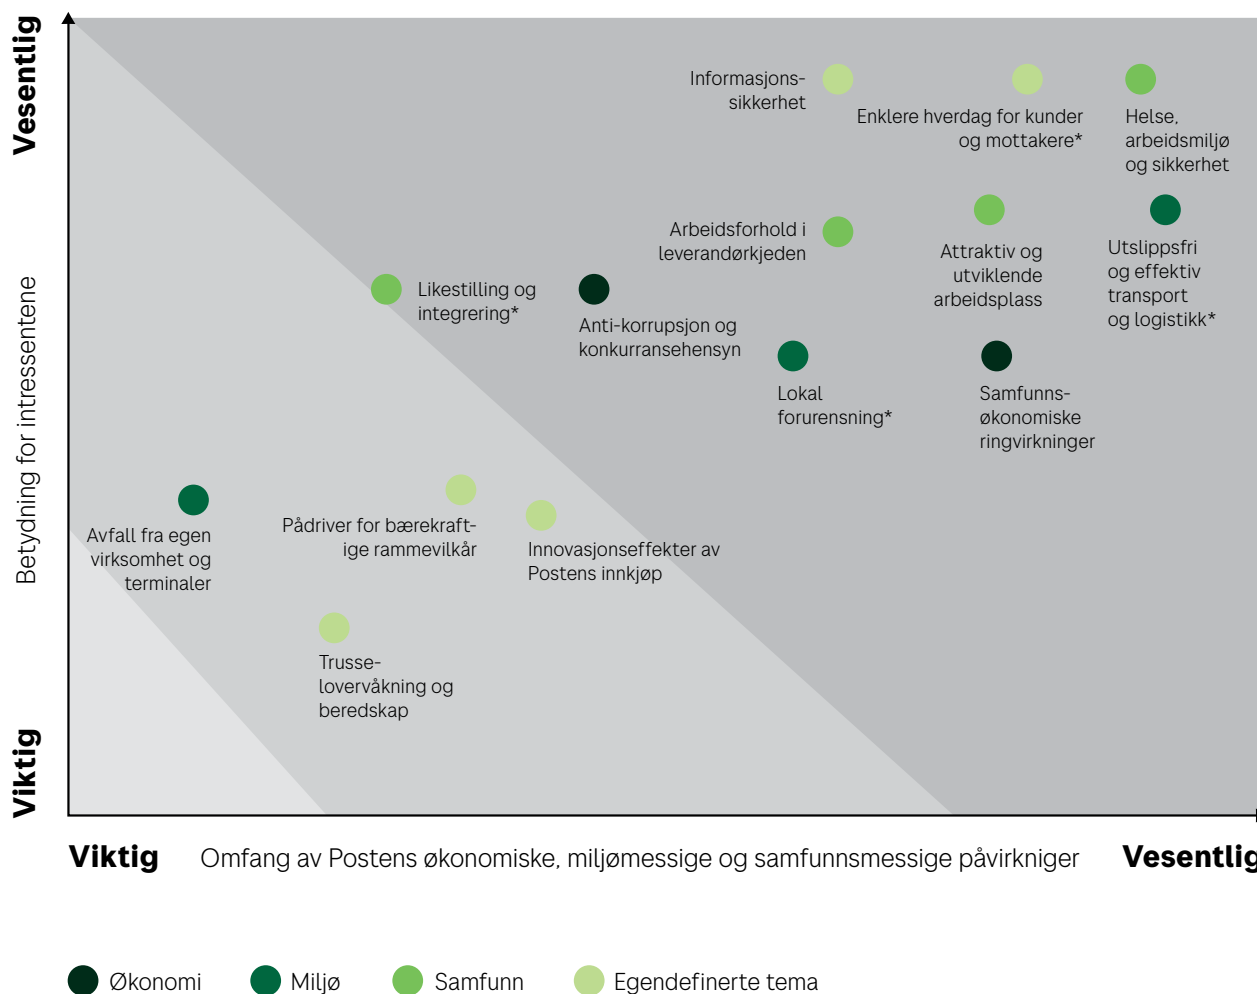 Vesentlig
Betydning for intressentene
Viktig
Informasjons-
sikkerhet
Enklere hverdag for kunder
og mottakere*
Helse,
arbeidsmiljø
og sikkerhet
Arbeidsforhold i
leverandørkjeden
Attraktiv og
utviklende
arbeidsplass
Utslippsfri
og effektiv
transport
og logistikk*
Likestilling og
integrering*
Anti-korrupsjon og
konkurransehensyn
Lokal
forurensning*
Samfunns-
økonomiske
ringvirkninger
Avfall fra egen
virksomhet og
terminaler
Pådriver for bærekraft-
ige rammevilkår
Innovasjonseffekter av
Postens innkjøp
Trusse-
lovervåkning og
beredskap
Viktig
Omfang av Postens økonomiske, miljømessige og samfunnsmessige påvirkniger
Vesentlig
Økonomi
Miljø
Samfunn
Egendefinerte tema